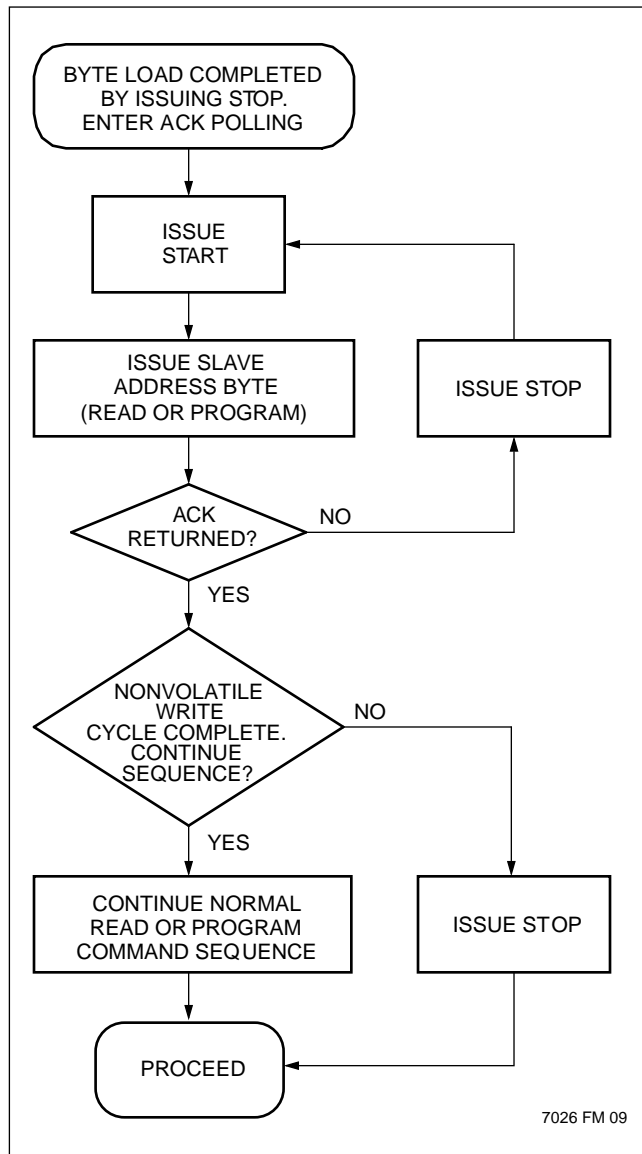 BYTE LOAD COMPLETED
BY ISSUING STOP.
ENTER ACK POLLING
ISSUE
START
ISSUE SLAVE
ADDRESS BYTE
(READ OR PROGRAM)
ISSUE STOP
ACK
RETURNED?
NO
YES
NONVOLATILE
WRITE
CYCLE COMPLETE.
CONTINUE
SEQUENCE?
NO
YES
CONTINUE NORMAL
READ OR PROGRAM
COMMAND SEQUENCE
ISSUE STOP
PROCEED
7026 FM 09